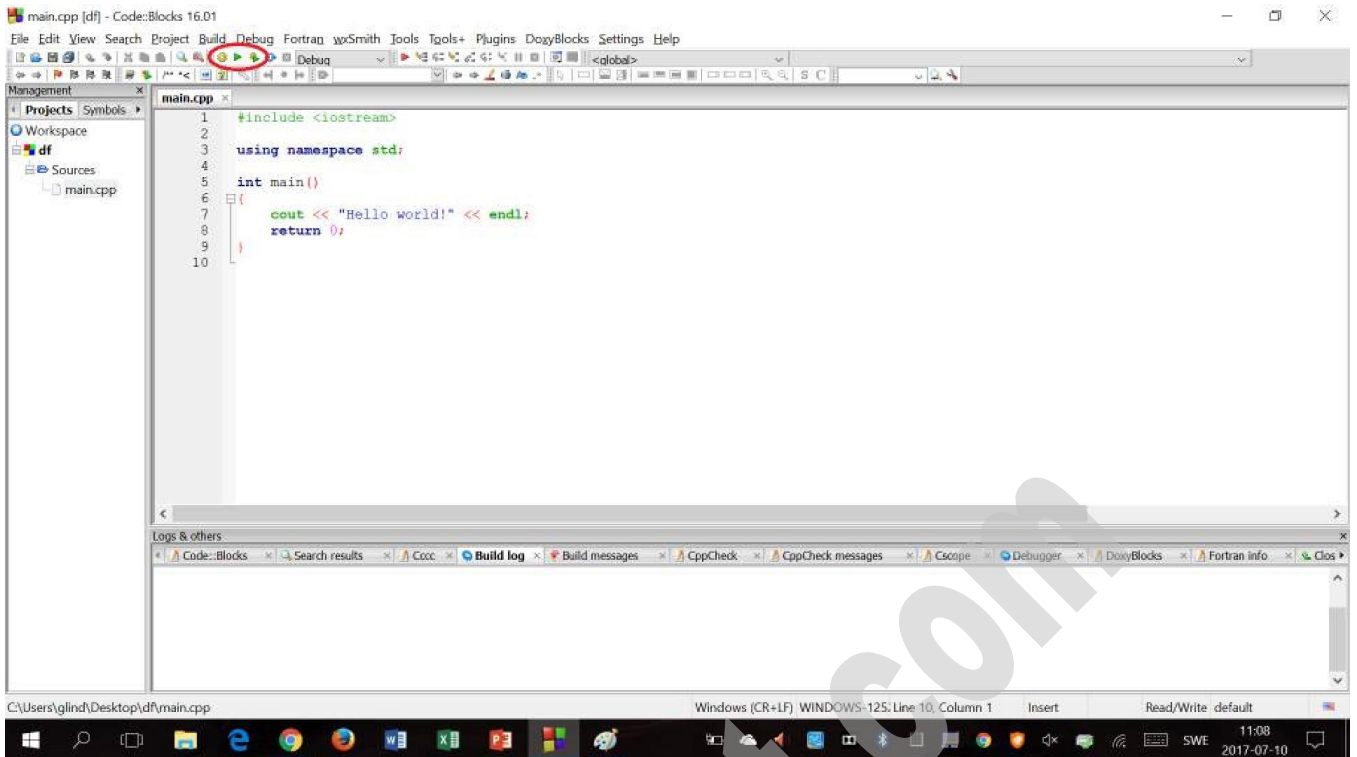 main.cpp [df] - Code::Blocks 16.01
File Edit View Search Project Build Debug Fortran wxSmith Tools Tools+ Plugins DoxyBlocks Settings Help
Debug <global>
/** *< S C
Management ×
Projects Symbols
main.cpp ×
Workspace
df
Sources
main.cpp
1 #include <iostream>
2
3 using namespace std;
4
5 int main()
6 {
7 cout << "Hello world!" << endl;
8 return 0;
9 }
10
Logs & others ×
Code::Blocks × Search results × Cccc × Build log × Build messages × CppCheck × CppCheck messages × Cscope × Debugger × DoxyBlocks × Fortran info × Clos
C:\Users\glind\Desktop\df\main.cpp Windows (CR+LF) WINDOWS-125. Line 10, Column 1 Insert Read/Write default
SWE 11:08
2017-07-10
com